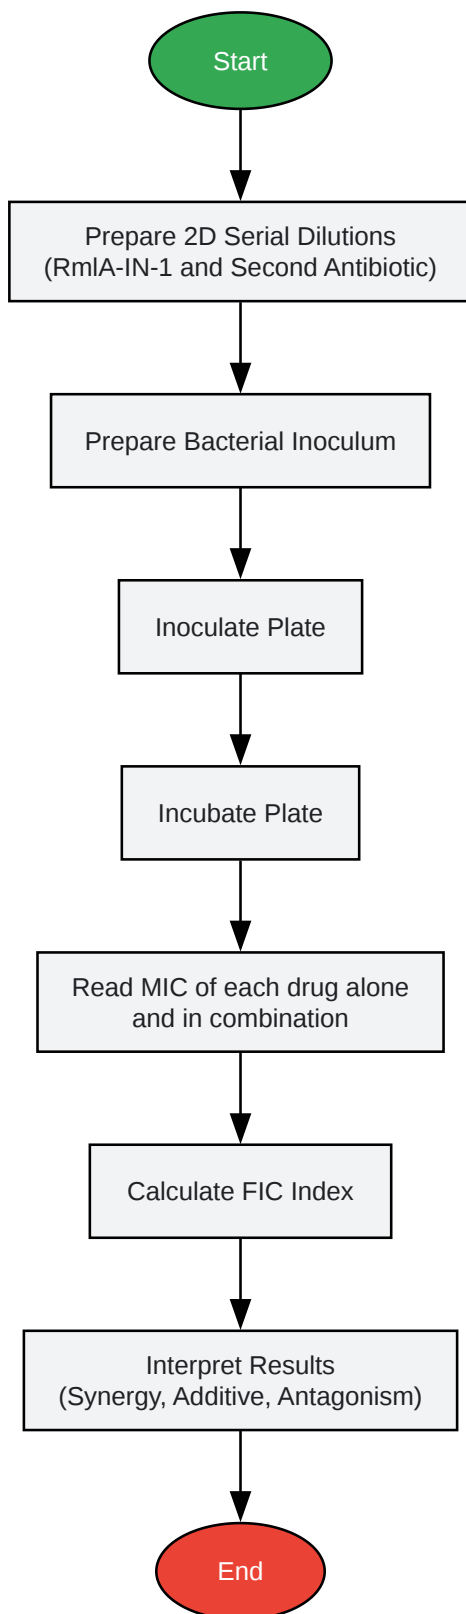 Start
Prepare 2D Serial Dilutions
(RmlA-IN-1 and Second Antibiotic)
Prepare Bacterial Inoculum
Inoculate Plate
Incubate Plate
Read MIC of each drug alone
and in combination
Calculate FIC Index
Interpret Results
(Synergy, Additive, Antagonism)
End